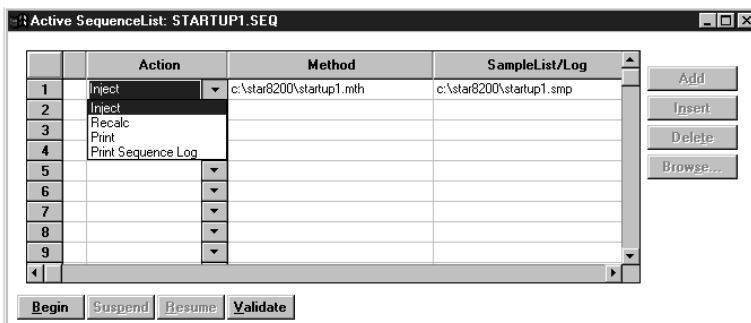 Active SequenceList: STARTUP1.SEQ
Action Method SampleList/Log
1 Inject c:\star8200\startup1.mth c:\star8200\startup1.smp
2 Inject
3 Recalc
Print
4 Print Sequence Log
5
6
7
8
9
Add
Insert
Delete
Browse...
Begin Suspend Resume Validate